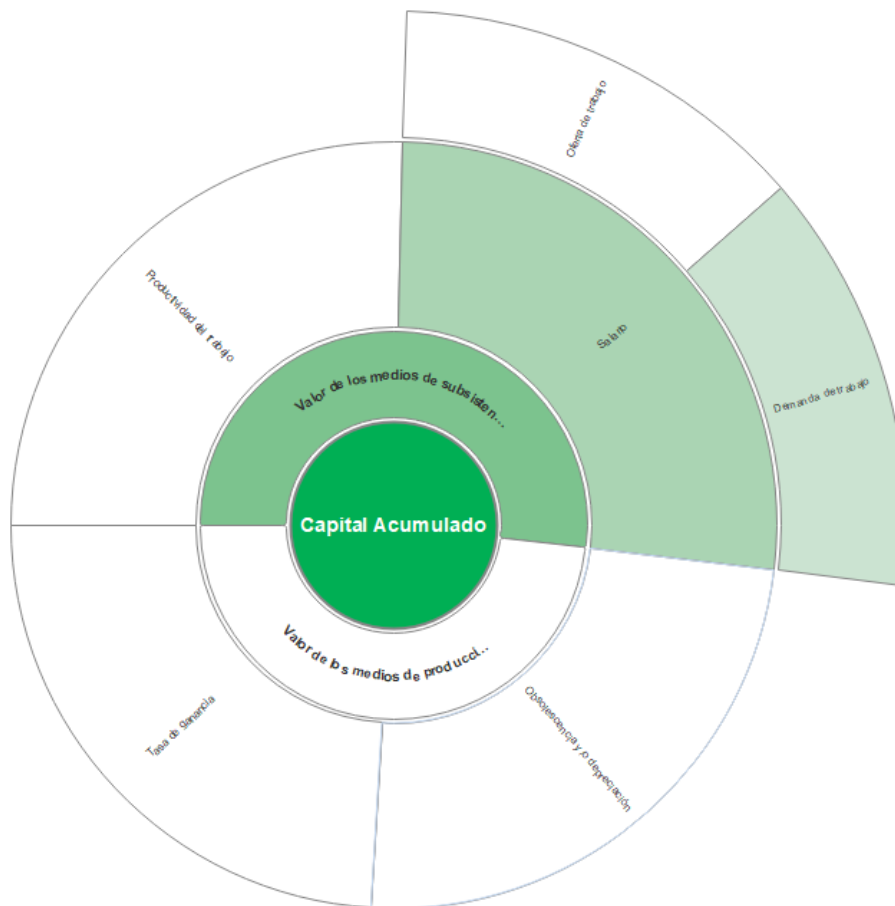 Oferta de trabajo
Productividad del trabajo
Salario
Valor de los medios de subsisten...
Demanda de trabajo
Capital Acumulado
Valor de los medios de producci...
Tasa de ganancia
Obsolescencia y/o depreciación